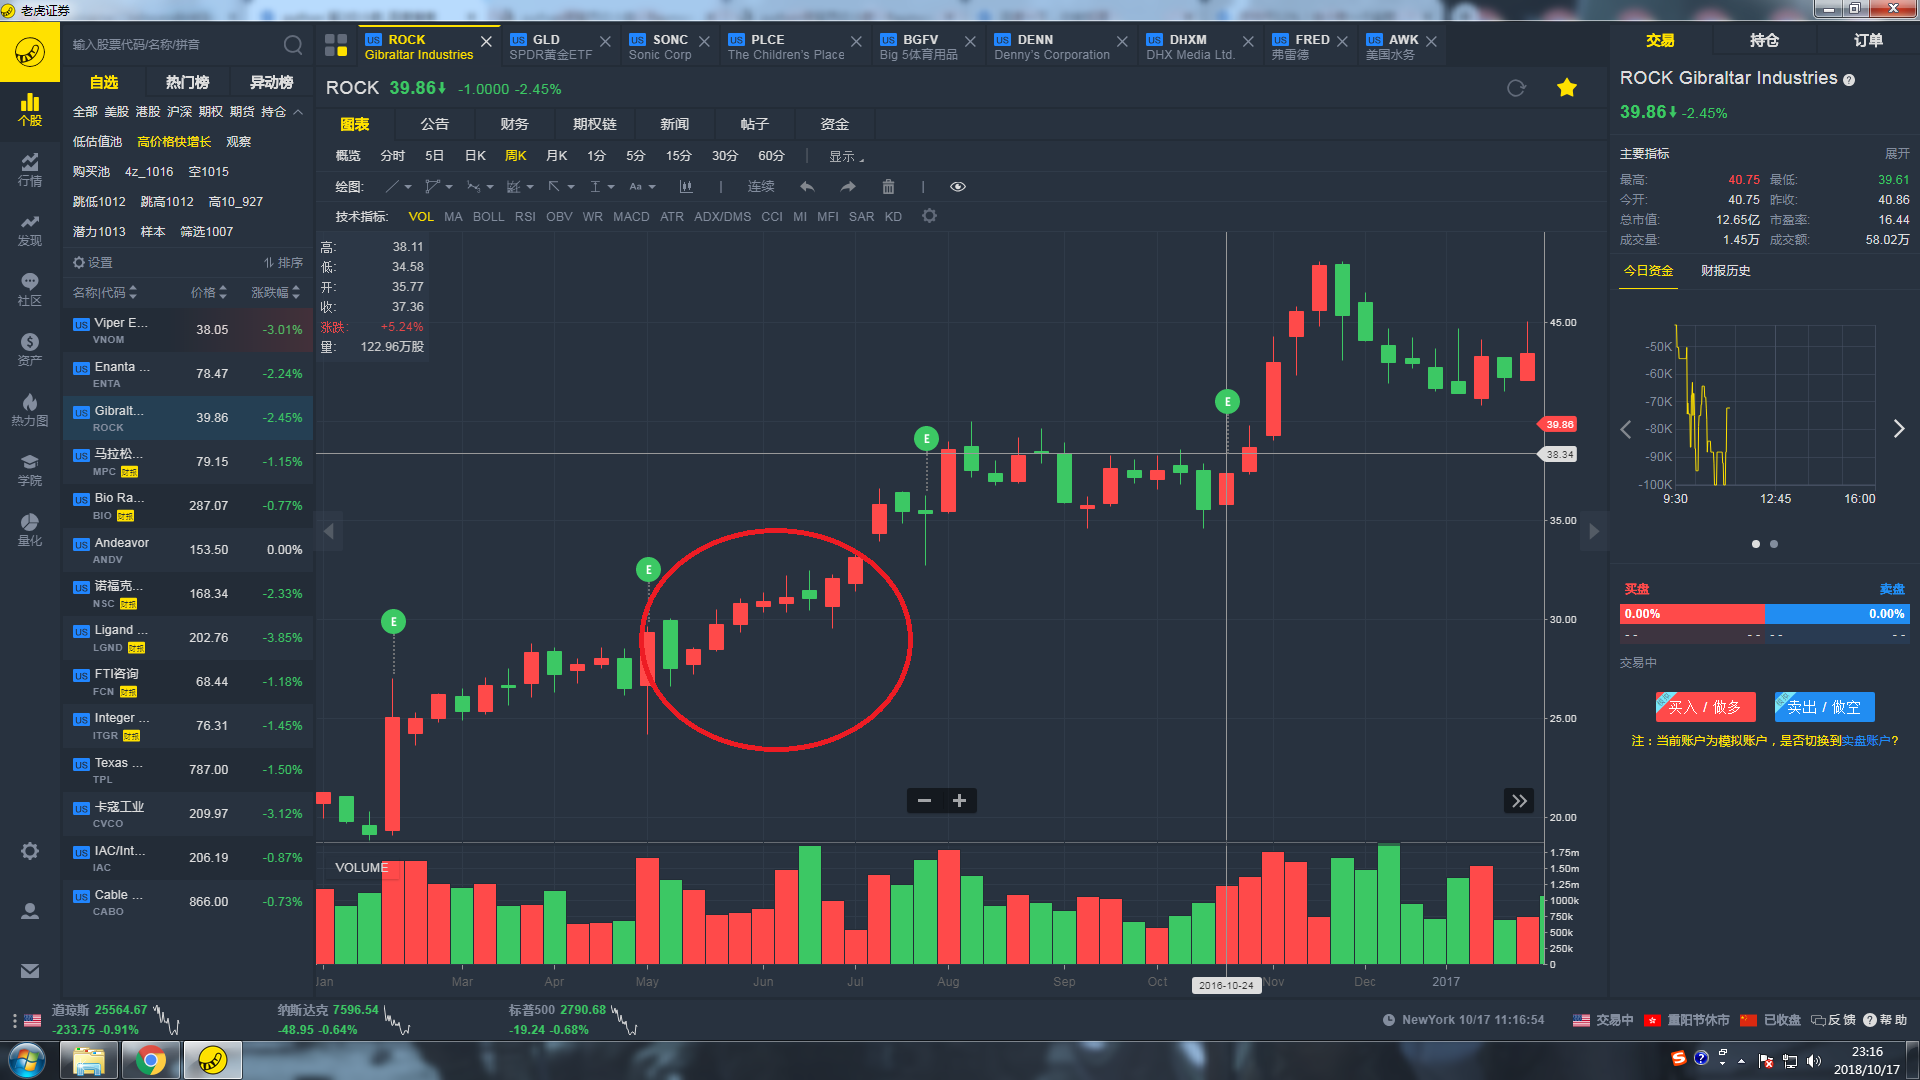 老虎证券
输入股票代码/名称/拼音
自选 热门榜 异动榜
全部 美股 港股 沪深 期权 期货 持仓
低估值池 高价格快增长 观察
购买池 4z_1016 空1015
跳低1012 跳高1012 高10_927
潜力1013 样本 筛选1007
设置 排序
名称|代码 价格 涨跌幅
US Viper E... 38.05 -3.01%
VNOM
US Enanta ... 78.47 -2.24%
ENTA
US Gibralt... 39.86 -2.45%
ROCK
US 马拉松... 79.15 -1.15%
MPC 财报
US Bio Ra... 287.07 -0.77%
BIO 财报
US Andeavor 153.50 0.00%
ANDV
US 诺福克... 168.34 -2.33%
NSC 财报
US Ligand ... 202.76 -3.85%
LGND 财报
US FTI咨询 68.44 -1.18%
FCN 财报
US Integer ... 76.31 -1.45%
ITGR 财报
US Texas ... 787.00 -1.50%
TPL
US 卡寇工业 209.97 -3.12%
CVCO
US IAC/Int... 206.19 -0.87%
IAC
US Cable ... 866.00 -0.73%
CABO
个股
行情
发现
社区
资产
热力图
学院
量化
US ROCK
Gibraltar Industries
US GLD
SPDR黄金ETF
US SONC
Sonic Corp
US PLCE
The Children's Place
US BGFV
Big 5体育用品
US DENN
Denny's Corporation
US DHXM
DHX Media Ltd.
US FRED
弗雷德
US AWK
美国水务
ROCK 39.86 -1.0000 -2.45%
图表 公告 财务 期权链 新闻 帖子 资金
概览 分时 5日 日K 周K 月K 1分 5分 15分 30分 60分 显示
绘图: Aa 连续
技术指标: VOL MA BOLL RSI OBV WR MACD ATR ADX/DMS CCI MI MFI SAR KD
高: 38.11
低: 34.58
开: 35.77
收: 37.36
涨跌: +5.24%
量: 122.96万股
E
E
E
E
45.00
39.86
38.34
35.00
30.00
25.00
20.00
VOLUME
1.75m
1.50m
1.25m
1000k
750k
500k
250k
0
Jan Mar Apr May Jun Jul Aug Sep Oct 2016-10-24 Nov Dec 2017
交易 持仓 订单
ROCK Gibraltar Industries
39.86 -2.45%
主要指标 展开
最高: 40.75 最低: 39.61
今开: 40.75 昨收: 40.86
总市值: 12.65亿 市盈率: 16.44
成交量: 1.45万 成交额: 58.02万
今日资金 财报历史
-50K
-60K
-70K
-80K
-90K
-100K
9:30 12:45 16:00
买盘 卖盘
0.00% 0.00%
-- -- -- --
交易中
买入 / 做多 卖出 / 做空
注：当前账户为模拟账户，是否切换到实盘账户?
道琼斯 25564.67
-233.75 -0.91%
纳斯达克 7596.54
-48.95 -0.64%
标普500 2790.68
-19.24 -0.68%
NewYork 10/17 11:16:54
交易中 重阳节休市 已收盘 反馈 帮助
23:16
2018/10/17